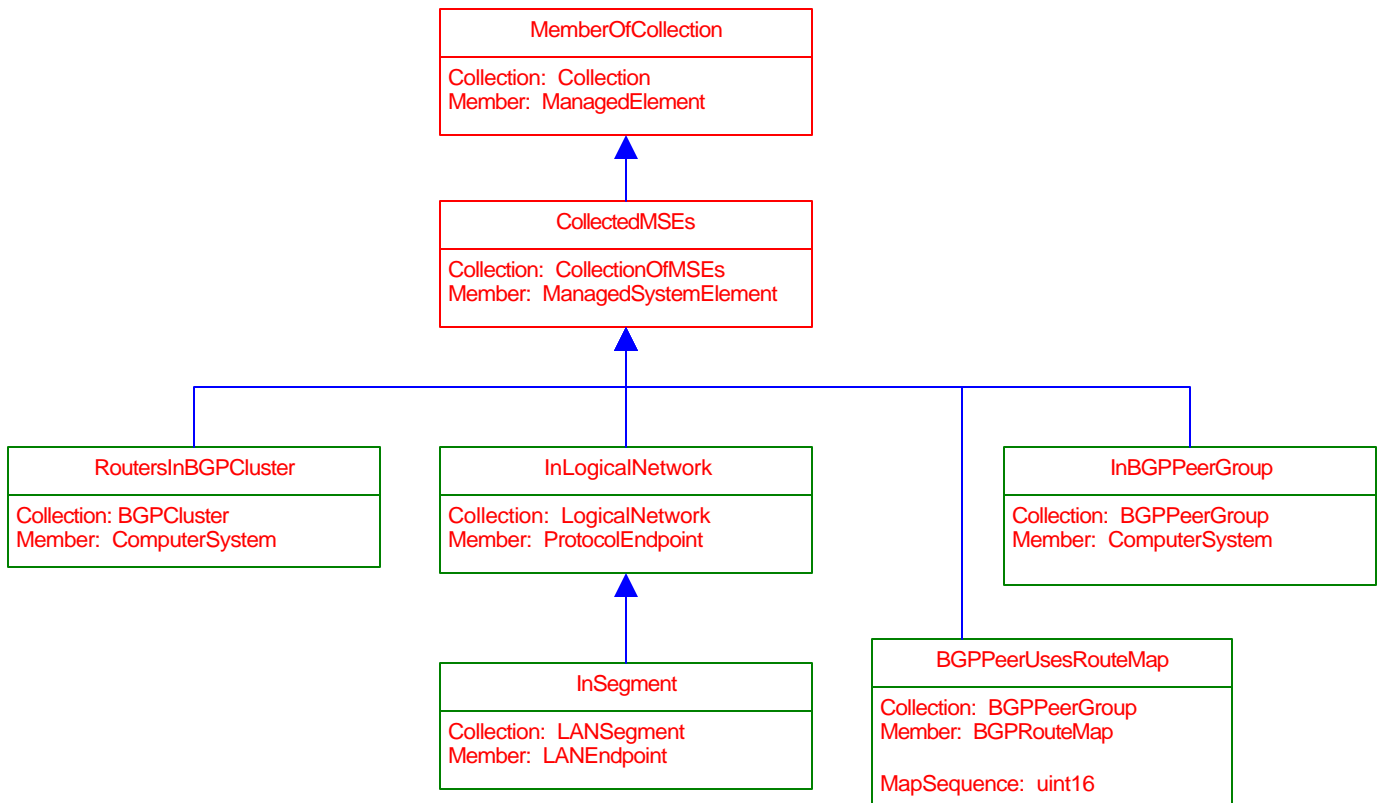 MemberOfCollection
Collection: Collection
Member: ManagedElement
CollectedMSEs
Collection: CollectionOfMSEs
Member: ManagedSystemElement
RoutersInBGPCluster
Collection: BGPCluster
Member: ComputerSystem
InLogicalNetwork
Collection: LogicalNetwork
Member: ProtocolEndpoint
InBGPPeerGroup
Collection: BGPPeerGroup
Member: ComputerSystem
InSegment
Collection: LANSegment
Member: LANEndpoint
BGPPeerUsesRouteMap
Collection: BGPPeerGroup
Member: BGPRouteMap
MapSequence: uint16